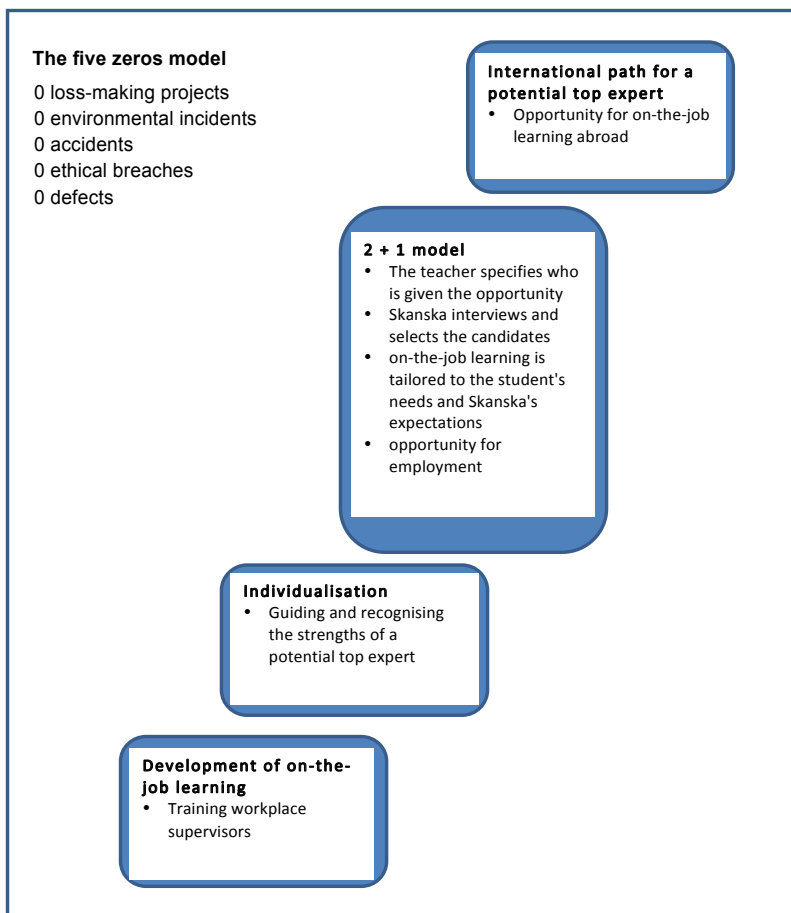 The five zeros model
0 loss-making projects
0 environmental incidents
0 accidents
0 ethical breaches
0 defects
International path for a
potential top expert
• Opportunity for on-the-job
learning abroad
2 + 1 model
• The teacher specifies who
is given the opportunity
• Skanska interviews and
selects the candidates
• on-the-job learning is
tailored to the student's
needs and Skanska's
expectations
• opportunity for
employment
Individualisation
• Guiding and recognising
the strengths of a
potential top expert
Development of on-the-
job learning
• Training workplace
supervisors